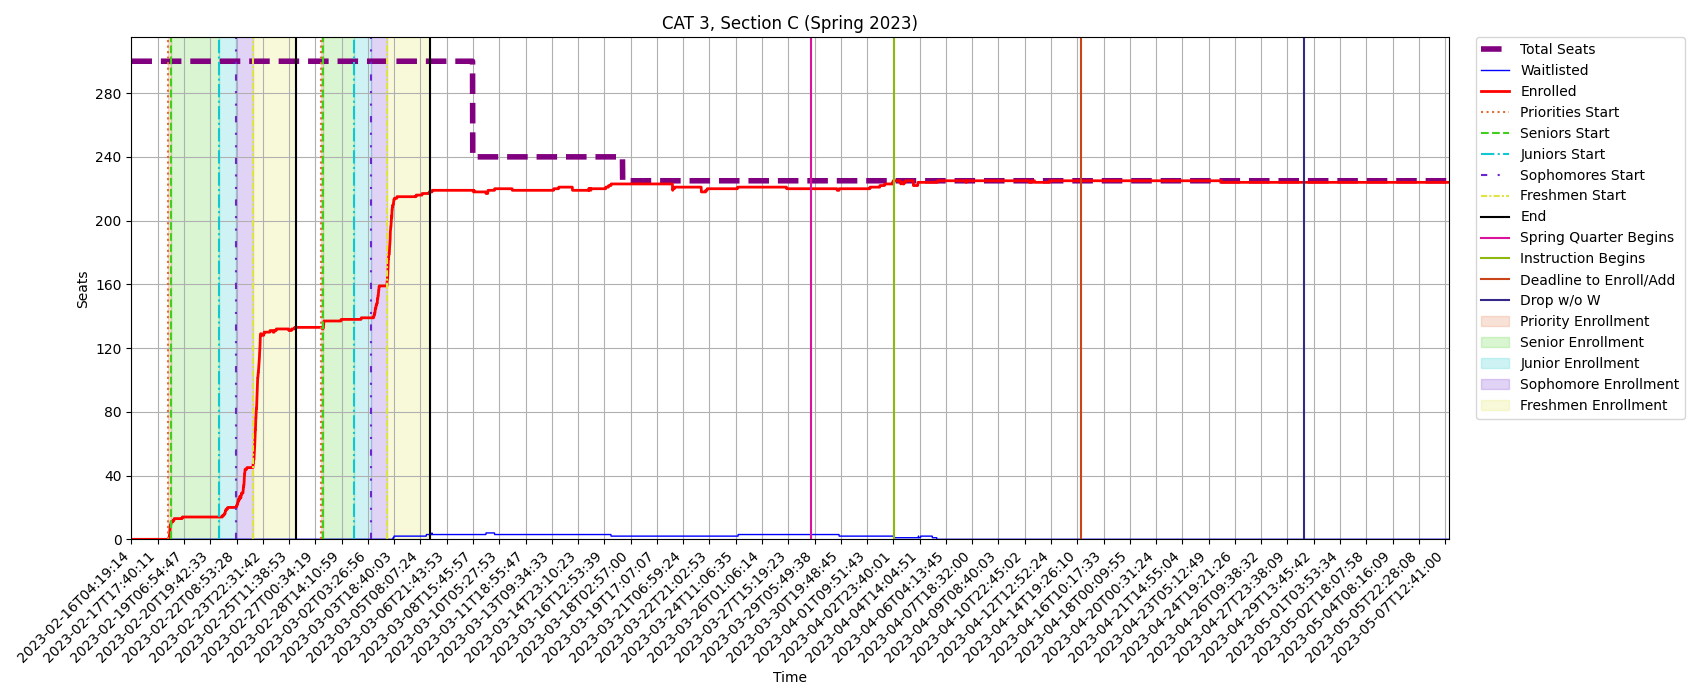 CAT 3, Section C (Spring 2023)
Seats
280
240
200
160
120
80
40
0
2023-02-16T04:19:14
2023-02-17T17:40:11
2023-02-19T06:54:47
2023-02-20T19:42:33
2023-02-22T08:53:28
2023-02-23T22:31:42
2023-02-25T11:38:53
2023-02-27T00:34:19
2023-02-28T14:10:59
2023-03-02T03:26:56
2023-03-03T18:40:03
2023-03-05T08:07:24
2023-03-06T21:43:53
2023-03-08T15:45:57
2023-03-10T05:27:53
2023-03-11T18:55:47
2023-03-13T09:34:33
2023-03-14T23:10:23
2023-03-16T12:53:39
2023-03-18T02:57:00
2023-03-19T17:07:07
2023-03-21T06:59:24
2023-03-22T21:02:53
2023-03-24T11:06:35
2023-03-26T01:06:14
2023-03-27T15:19:23
2023-03-29T05:49:38
2023-03-30T19:48:45
2023-04-01T09:51:43
2023-04-02T23:40:01
2023-04-04T14:04:51
2023-04-06T04:13:45
2023-04-07T18:32:00
2023-04-09T08:40:03
2023-04-10T22:45:02
2023-04-12T12:52:24
2023-04-14T19:26:10
2023-04-16T10:17:33
2023-04-18T00:09:55
2023-04-20T00:31:24
2023-04-21T14:55:04
2023-04-23T05:12:49
2023-04-24T19:21:26
2023-04-26T09:38:32
2023-04-27T23:38:09
2023-04-29T13:45:42
2023-05-01T03:53:34
2023-05-02T18:07:58
2023-05-04T08:16:09
2023-05-05T22:28:08
2023-05-07T12:41:00
Time
Total Seats
Waitlisted
Enrolled
Priorities Start
Seniors Start
Juniors Start
Sophomores Start
Freshmen Start
End
Spring Quarter Begins
Instruction Begins
Deadline to Enroll/Add
Drop w/o W
Priority Enrollment
Senior Enrollment
Junior Enrollment
Sophomore Enrollment
Freshmen Enrollment